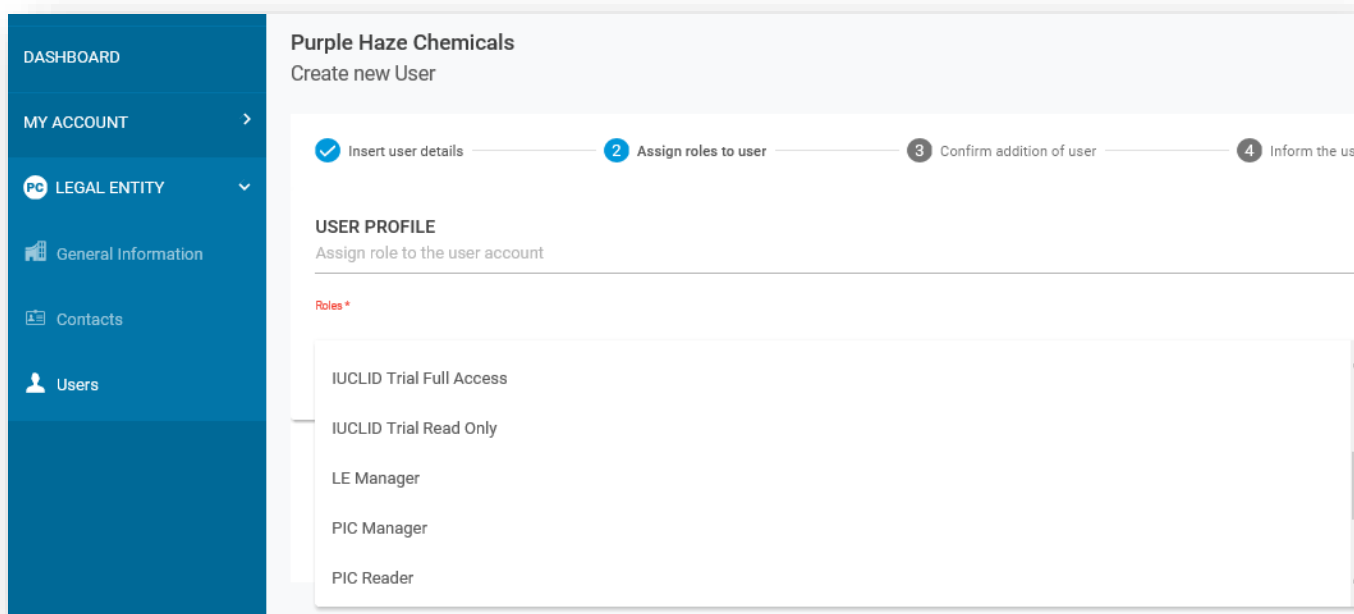 DASHBOARD
MY ACCOUNT
PC LEGAL ENTITY
General Information
Contacts
Users
Purple Haze Chemicals
Create new User
Insert user details
2 Assign roles to user
3 Confirm addition of user
4 Inform the us
USER PROFILE
Assign role to the user account
Roles *
IUCLID Trial Full Access
IUCLID Trial Read Only
LE Manager
PIC Manager
PIC Reader